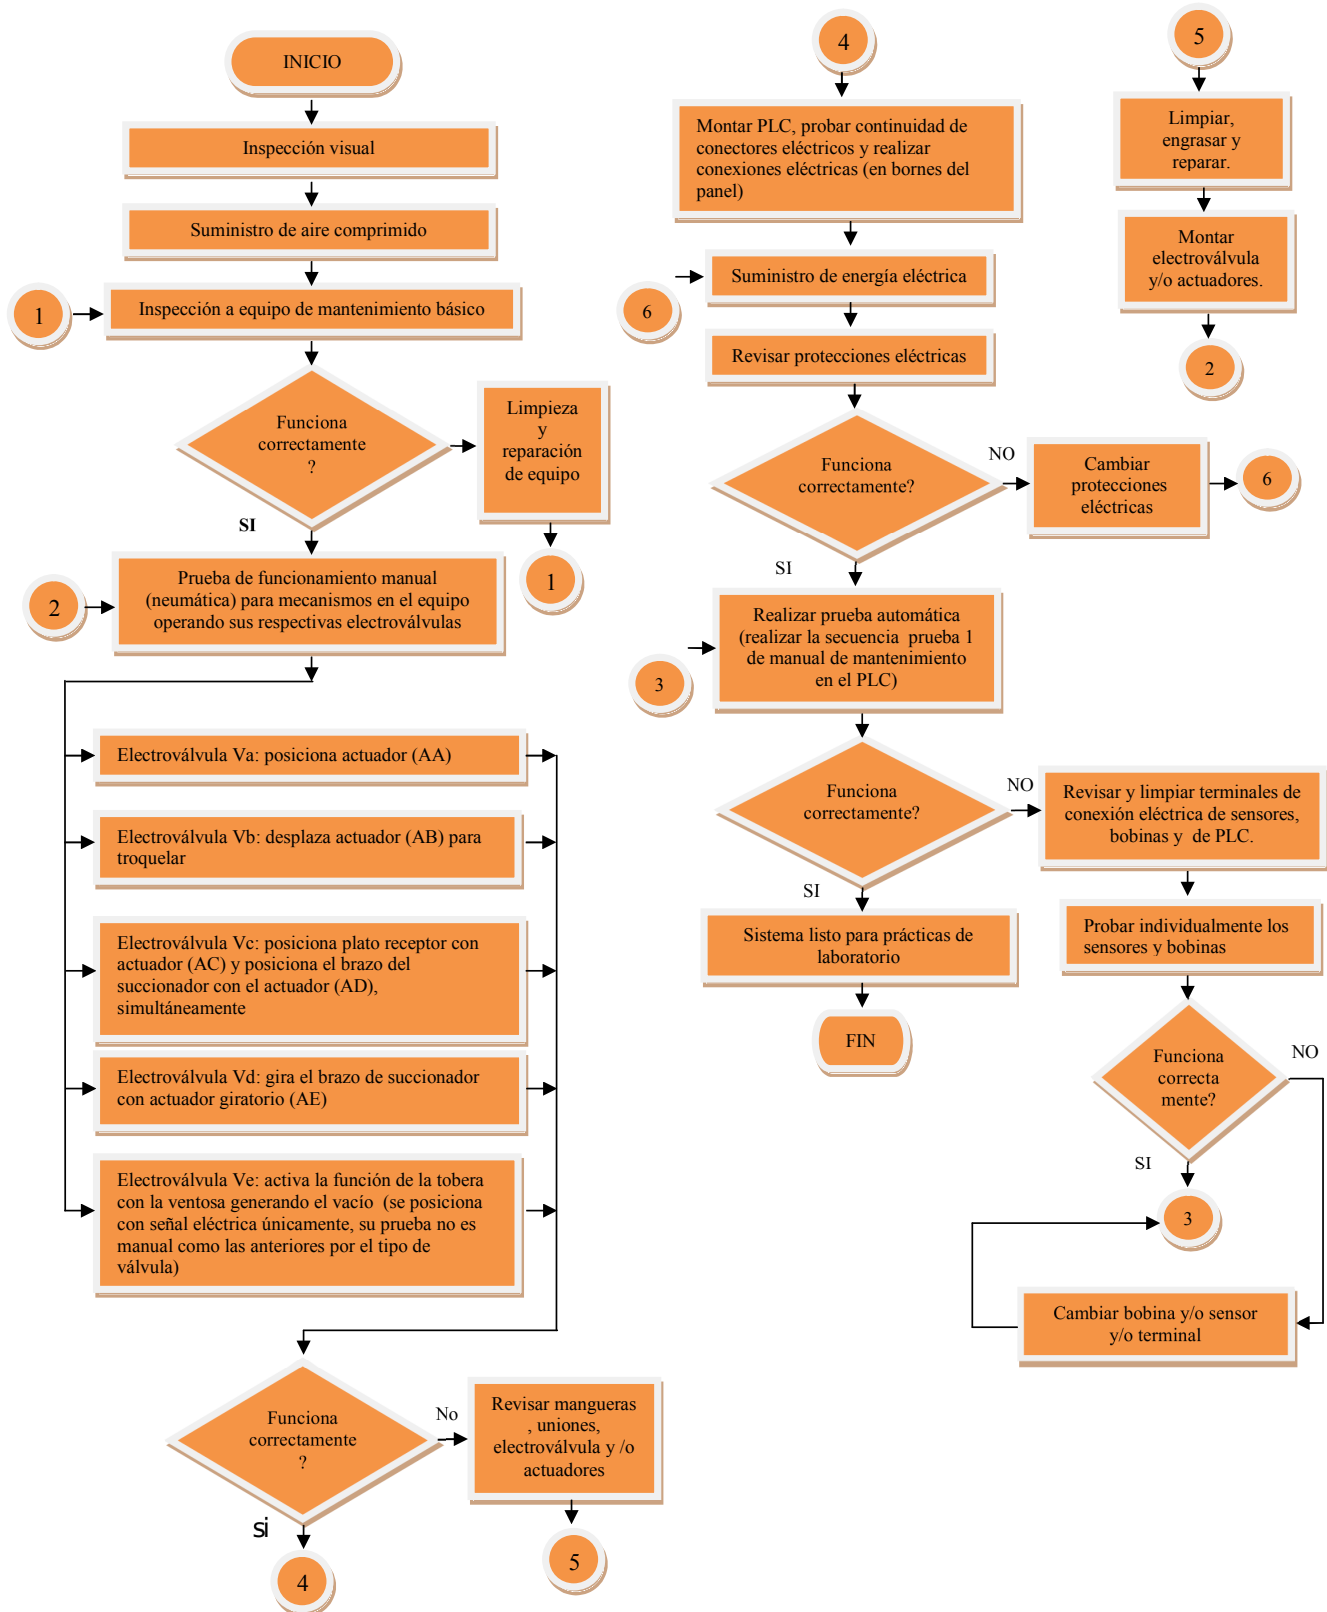 INICIO
Inspección visual
Suministro de aire comprimido
1
Inspección a equipo de mantenimiento básico
Funciona
correctamente
?
Limpieza
y
reparación
de equipo
SI
1
2
Prueba de funcionamiento manual
(neumática) para mecanismos en el equipo
operando sus respectivas electroválvulas
Electroválvula Va: posiciona actuador (AA)
Electroválvula Vb: desplaza actuador (AB) para
troquelar
Electroválvula Vc: posiciona plato receptor con
actuador (AC) y posiciona el brazo del
succionador con el actuador (AD),
simultáneamente
Electroválvula Vd: gira el brazo de succionador
con actuador giratorio (AE)
Electroválvula Ve: activa la función de la tobera
con la ventosa generando el vacío (se posiciona
con señal eléctrica únicamente, su prueba no es
manual como las anteriores por el tipo de
válvula)
Funciona
correctamente
?
No
Revisar mangueras
, uniones,
electroválvula y /o
actuadores
si
4
5
4
Montar PLC, probar continuidad de
conectores eléctricos y realizar
conexiones eléctricas (en bornes del
panel)
6
Suministro de energía eléctrica
Revisar protecciones eléctricas
Funciona
correctamente?
NO
Cambiar
protecciones
eléctricas
6
SI
3
Realizar prueba automática
(realizar la secuencia prueba 1
de manual de mantenimiento
en el PLC)
Funciona
correctamente?
NO
Revisar y limpiar terminales de
conexión eléctrica de sensores,
bobinas y de PLC.
SI
Sistema listo para prácticas de
laboratorio
FIN
Probar individualmente los
sensores y bobinas
Funciona
correcta
mente?
NO
SI
3
Cambiar bobina y/o sensor
y/o terminal
5
Limpiar,
engrasar y
reparar.
Montar
electroválvula
y/o actuadores.
2